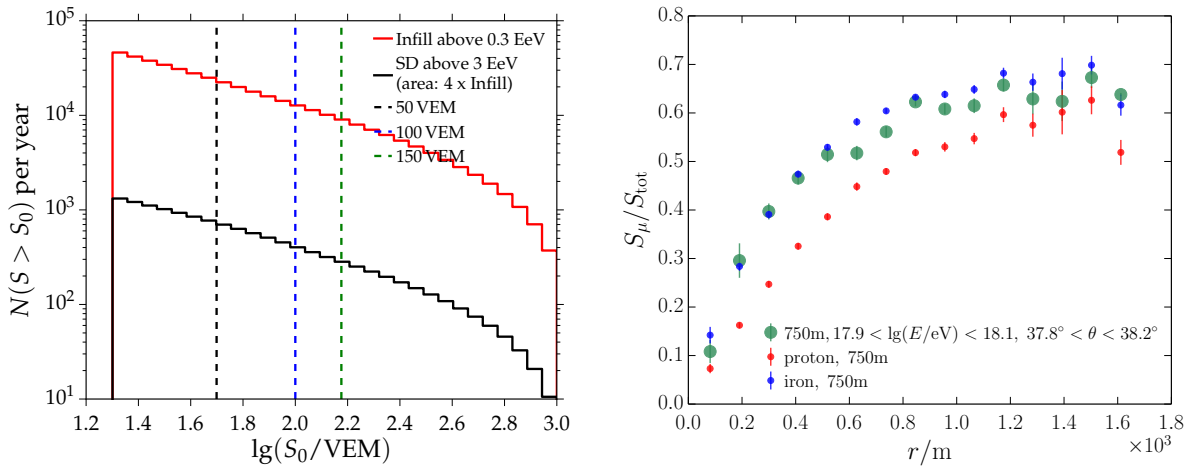 10^5
10^4
10^3
10^2
10^1
N(S > S_0) per year
Infill above 0.3 EeV
SD above 3 EeV
(area: 4 x Infill)
50 VEM
100 VEM
150 VEM
1.2 1.4 1.6 1.8 2.0 2.2 2.4 2.6 2.8 3.0
lg(S_0/VEM)
0.8
0.7
0.6
0.5
0.4
0.3
0.2
0.1
0.0
S_μ/S_tot
750m, 17.9 < lg(E/eV) < 18.1, 37.8° < θ < 38.2°
proton, 750m
iron, 750m
0.0 0.2 0.4 0.6 0.8 1.0 1.2 1.4 1.6 1.8
×10^3
r/m